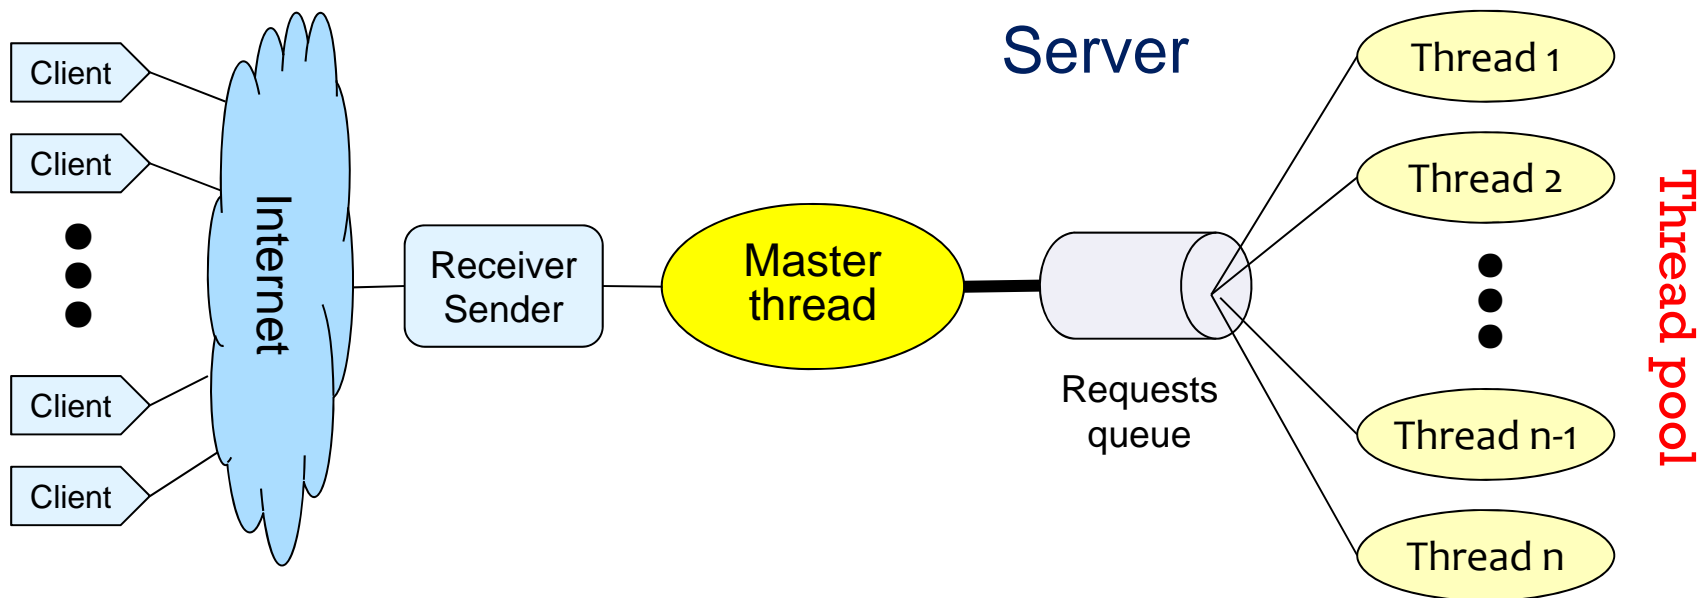 Server
Client
Client
Client
Client
Internet
Receiver
Sender
Master
thread
Requests
queue
Thread 1
Thread 2
Thread n-1
Thread n
Thread pool